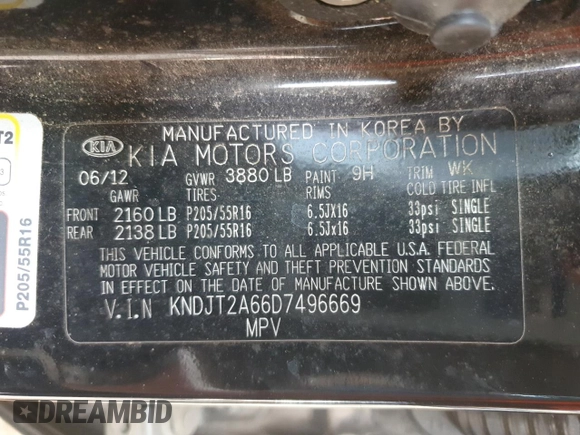 MANUFACTURED IN KOREA BY
KIA KIA MOTORS CORPORATION
06/12 GVWR 3880 LB PAINT 9H TRIM WK
GAWR TIRES RIMS COLD TIRE INFL
FRONT 2160 LB P205/55R16 6.5Jx16 33psi SINGLE
REAR 2138 LB P205/55R16 6.5Jx16 33psi SINGLE
THIS VEHICLE CONFORMS TO ALL APPLICABLE U.S.A. FEDERAL
MOTOR VEHICLE SAFETY AND THEFT PREVENTION STANDARDS
IN EFFECT ON THE DATE OF MANUFACTURE SHOWN ABOVE.
V.I.N KNDJT2A66D7496669
MPV
T2
3
P205/55R16
DREAMBID